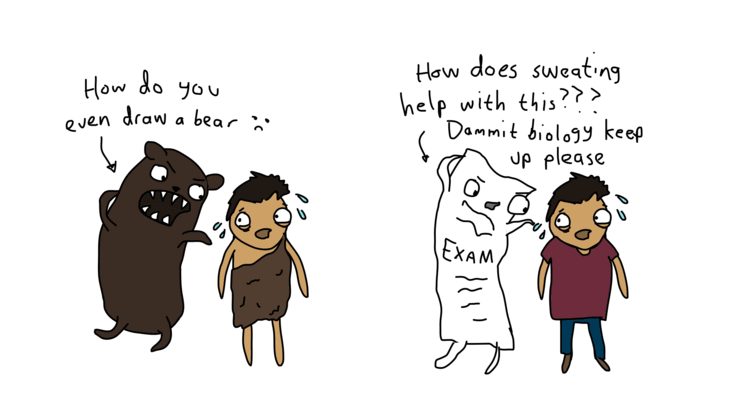 How do you
even draw a bear :(
How does sweating
help with this???
Dammit biology keep
up please
EXAM